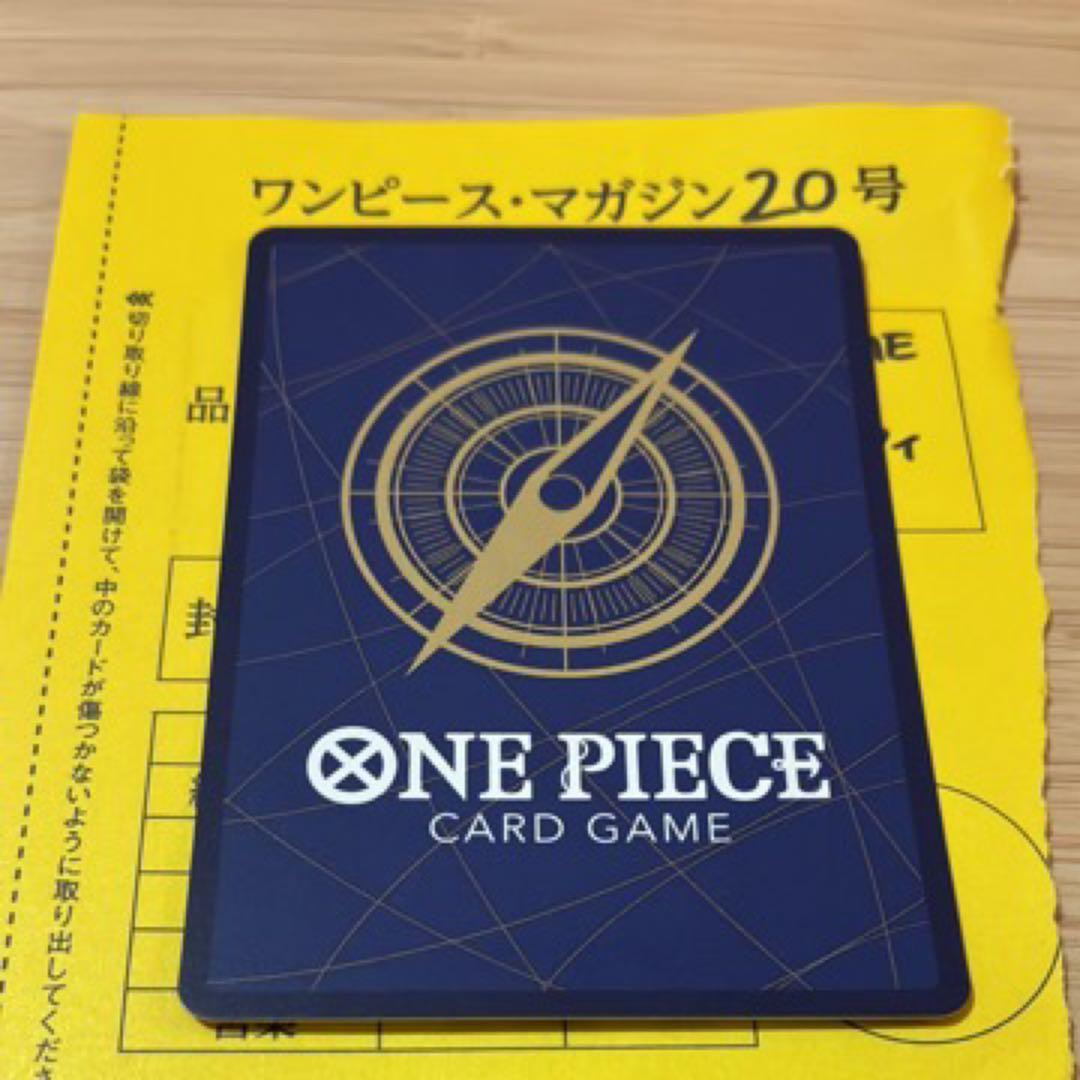 ワンピース・マガジン20号
切り取り線に沿って袋を開けて、中のカードが傷つかないように取り出してくださ
品
ィ
封
ONE PIECE
CARD GAME